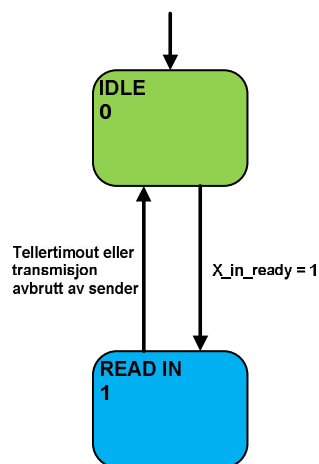 IDLE
0
Tellertimout eller
transmisjon
avbrutt av sender
X_in_ready = 1
READ IN
1